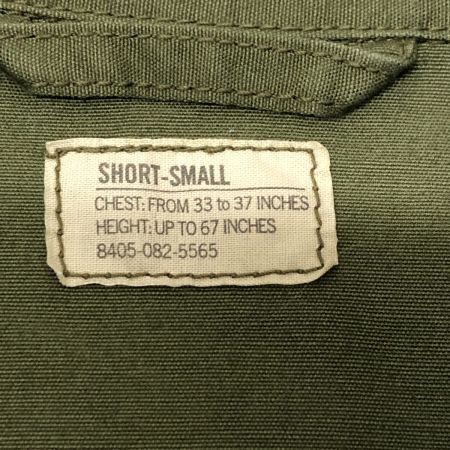 SHORT-SMALL
CHEST: FROM 33 to 37 INCHES
HEIGHT: UP TO 67 INCHES
8405-082-5565